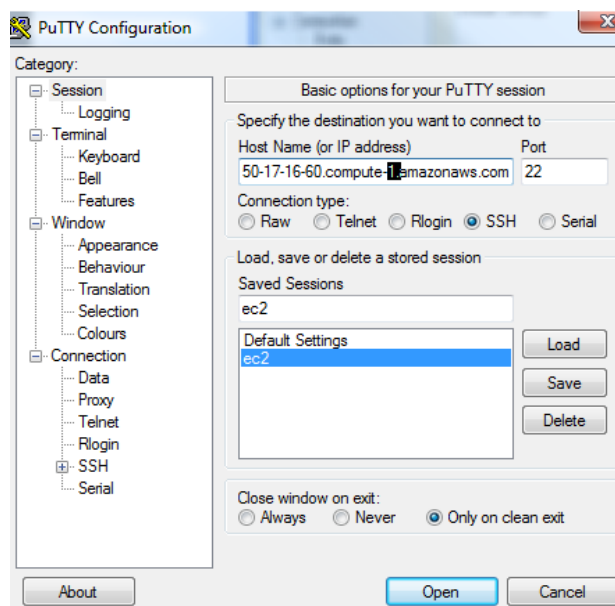 PuTTY Configuration
Category:
Session
Logging
Terminal
Keyboard
Bell
Features
Window
Appearance
Behaviour
Translation
Selection
Colours
Connection
Data
Proxy
Telnet
Rlogin
SSH
Serial
Basic options for your PuTTY session
Specify the destination you want to connect to
Host Name (or IP address) Port
50-17-16-60.compute-1.amazonaws.com 22
Connection type:
Raw Telnet Rlogin SSH Serial
Load, save or delete a stored session
Saved Sessions
ec2
Default Settings
ec2
Load
Save
Delete
Close window on exit:
Always Never Only on clean exit
About Open Cancel